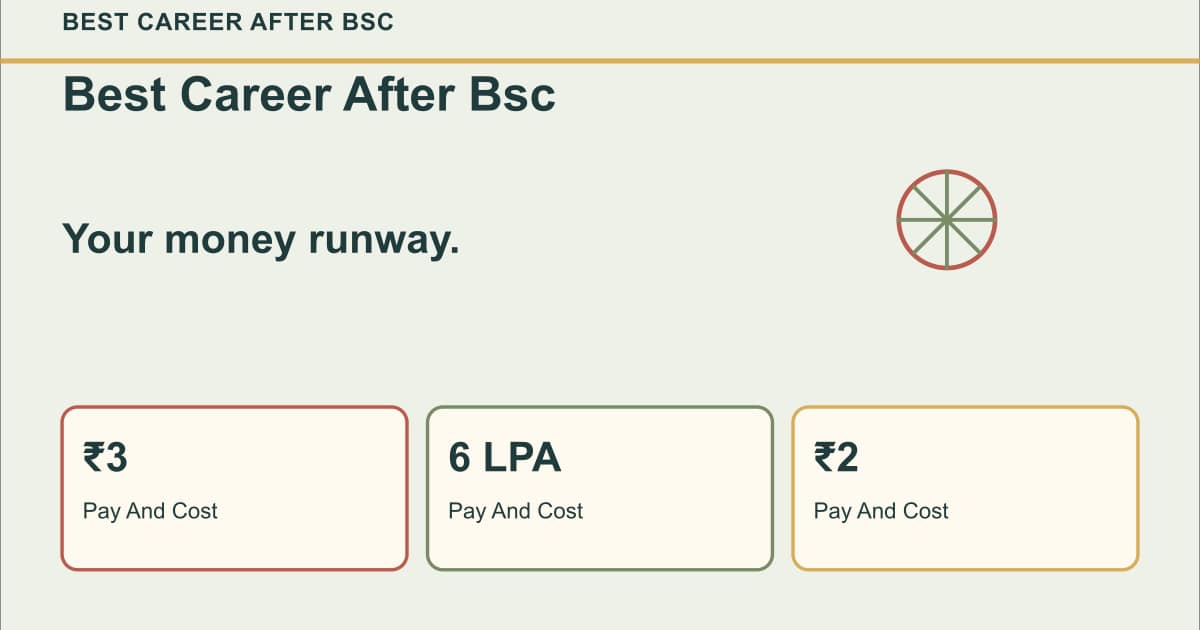 BEST CAREER AFTER BSC
Best Career After Bsc
Your money runway.
₹3
Pay And Cost
6 LPA
Pay And Cost
₹2
Pay And Cost